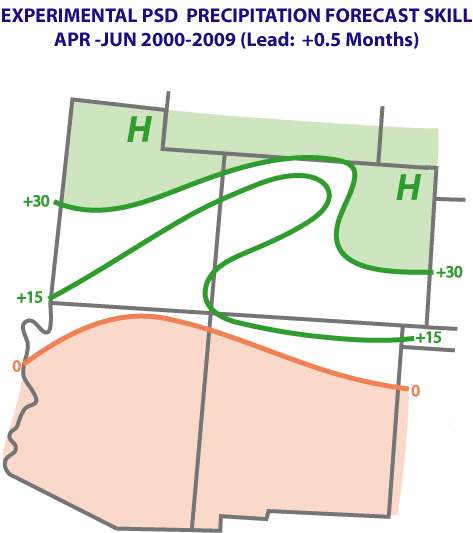 EXPERIMENTAL PSD PRECIPITATION FORECAST SKILL
APR -JUN 2000-2009 (Lead: +0.5 Months)
H
H
+30
+30
+15
+15
0
0